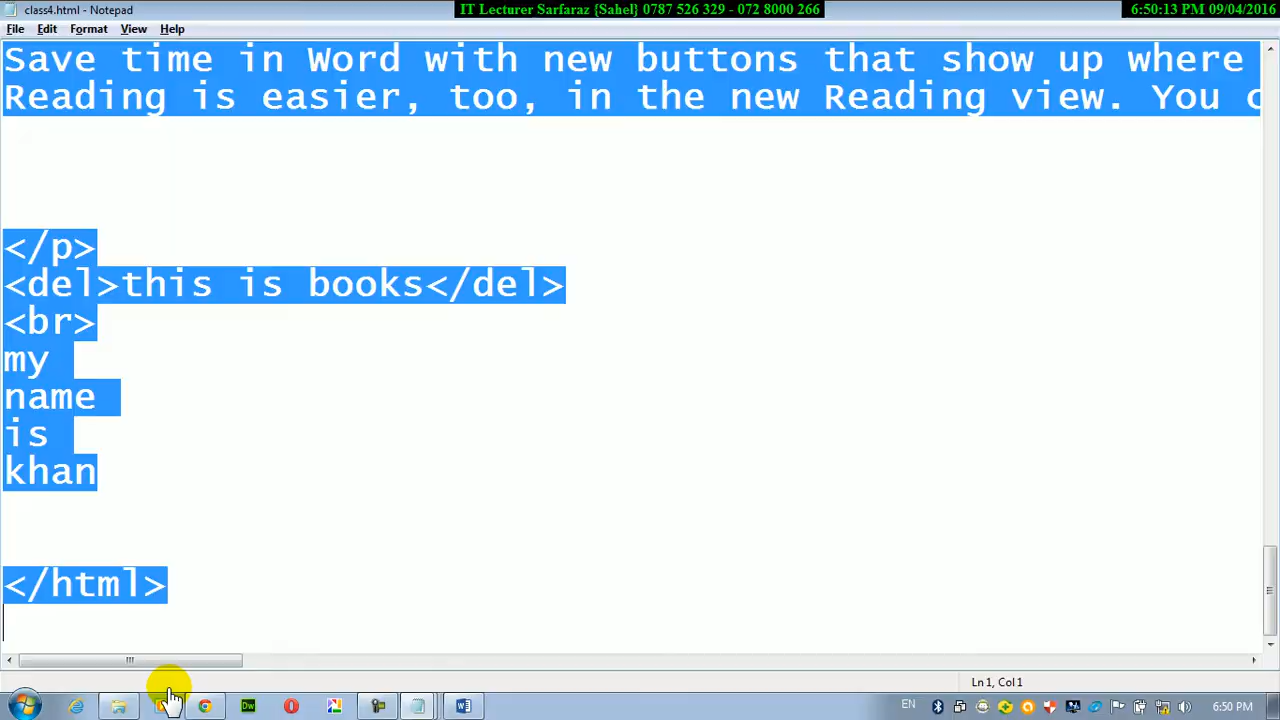 class4.html - Notepad
IT Lecturer Sarfaraz {Sahel} 0787 526 329 - 072 8000 266
6:50:13 PM 09/04/2016
File Edit Format View Help
Save time in Word with new buttons that show up where
Reading is easier, too, in the new Reading view. You c
</p>
<del>this is books</del>
<br>
my
name
is
khan
</html>
Ln 1, Col 1
Dw
EN
6:50 PM